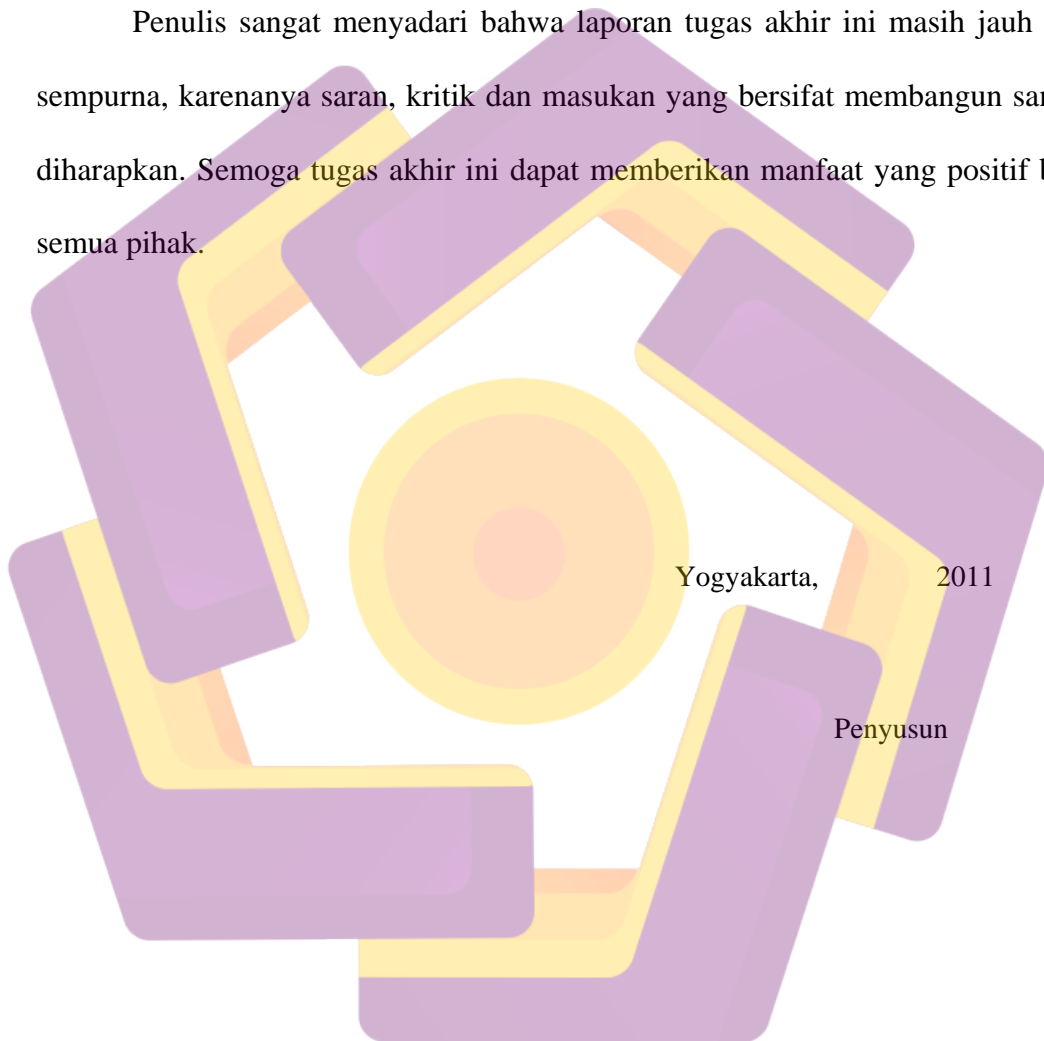 Penulis sangat menyadari bahwa laporan tugas akhir ini masih jauh
sempurna, karenanya saran, kritik dan masukan yang bersifat membangun
diharapkan. Semoga tugas akhir ini dapat memberikan manfaat yang positif
semua pihak.
Yogyakarta, 2011
Penyusun